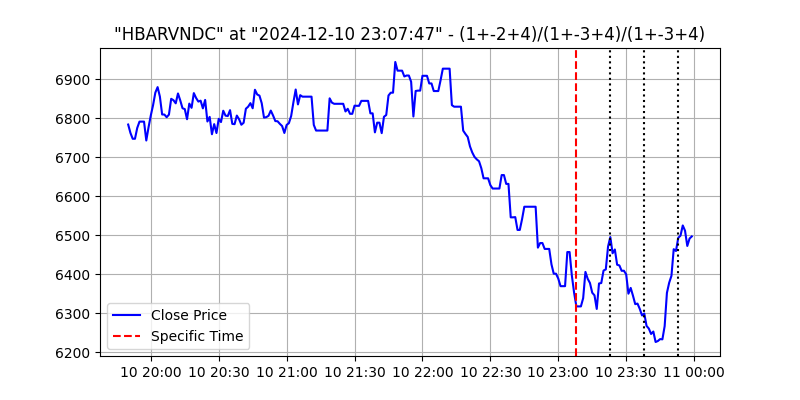 "HBARVNDC" at "2024-12-10 23:07:47" - (1+-2+4)/(1+-3+4)/(1+-3+4)
6900
6800
6700
6600
6500
6400
6300
6200
Close Price
Specific Time
10 20:00 10 20:30 10 21:00 10 21:30 10 22:00 10 22:30 10 23:00 10 23:30 11 00:00